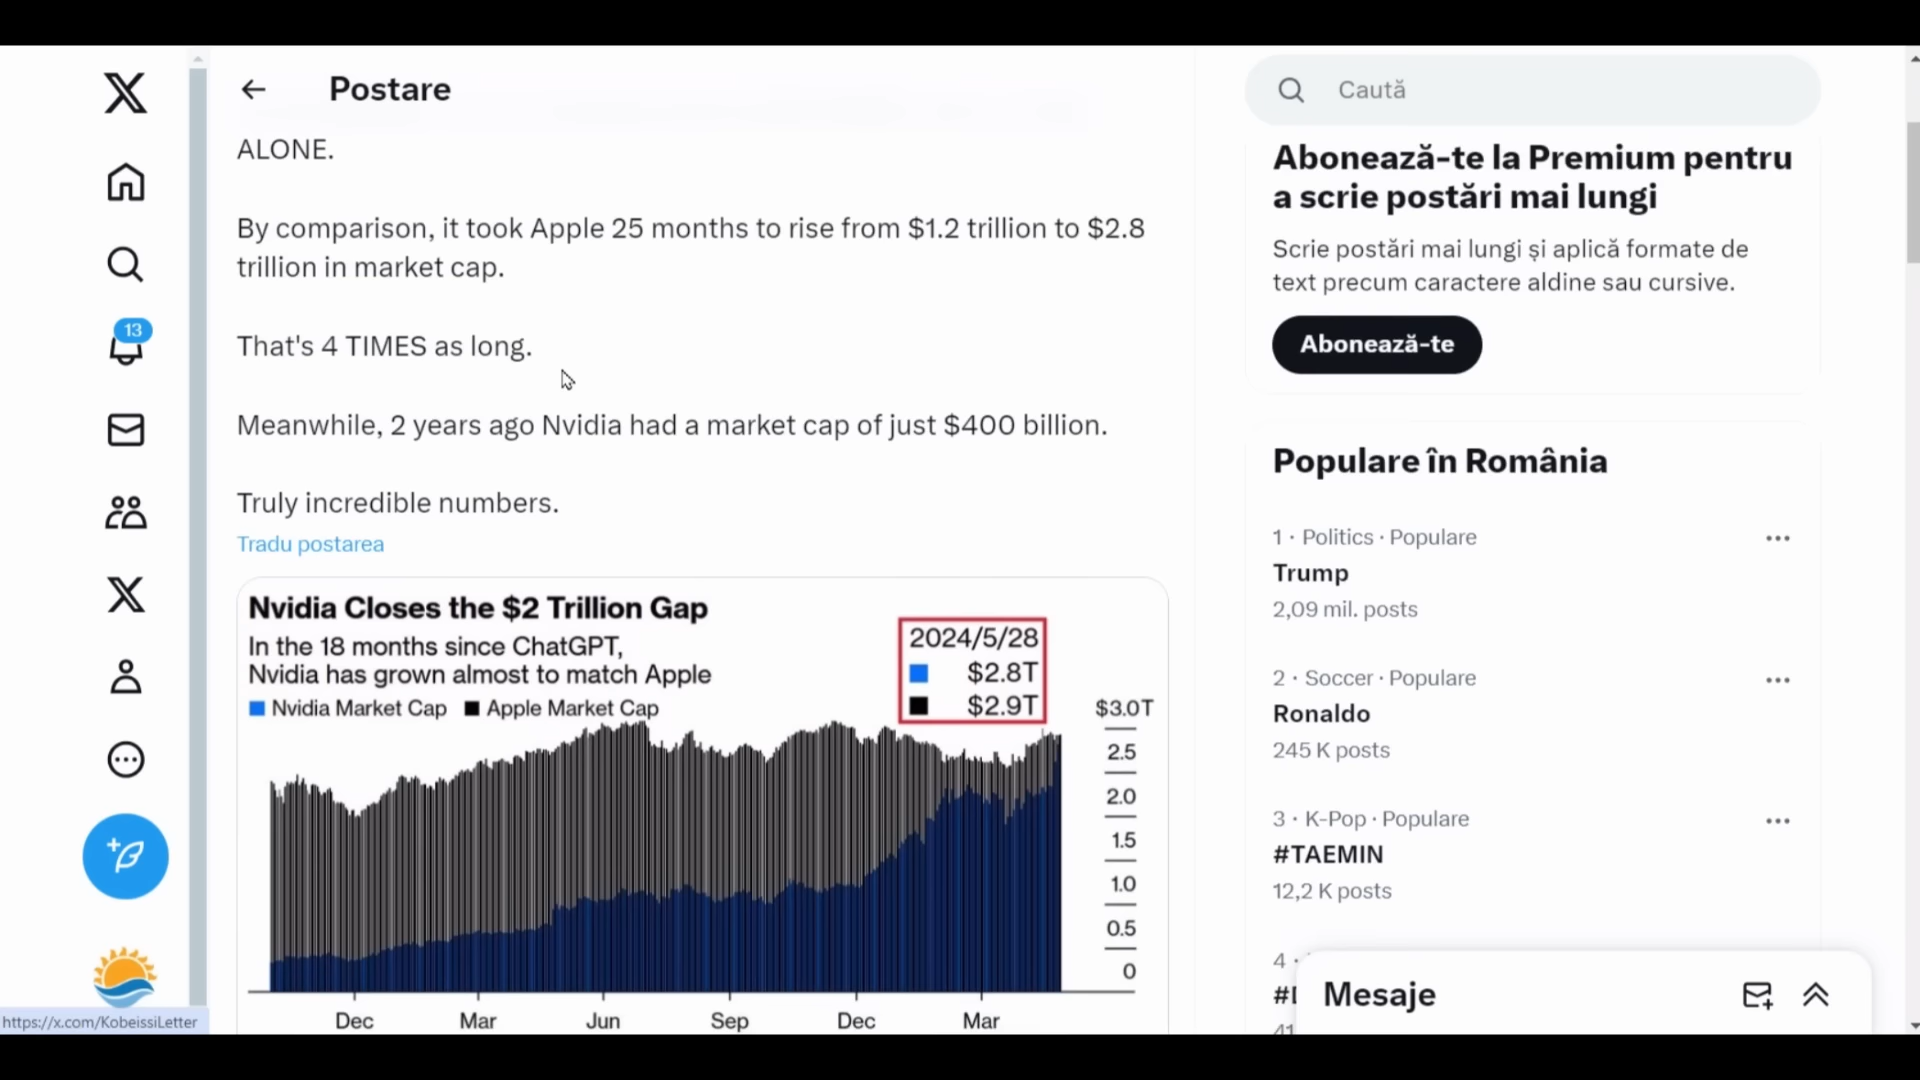 Postare
ALONE.
By comparison, it took Apple 25 months to rise from $1.2 trillion to $2.8
trillion in market cap.
That's 4 TIMES as long.
Meanwhile, 2 years ago Nvidia had a market cap of just $400 billion.
Truly incredible numbers.
Tradu postarea
Nvidia Closes the $2 Trillion Gap
In the 18 months since ChatGPT,
Nvidia has grown almost to match Apple
Nvidia Market Cap Apple Market Cap
2024/5/28
$2.8T
$2.9T
$3.0T
2.5
2.0
1.5
1.0
0.5
0
Dec Mar Jun Sep Dec Mar
13
https://x.com/KobeissiLetter
Caută
Abonează-te la Premium pentru
a scrie postări mai lungi
Scrie postări mai lungi și aplică formate de
text precum caractere aldine sau cursive.
Abonează-te
Populare în România
1 · Politics · Populare
Trump
2,09 mil. posts
2 · Soccer · Populare
Ronaldo
245 K posts
3 · K-Pop · Populare
#TAEMIN
12,2 K posts
4 ·
Mesaje